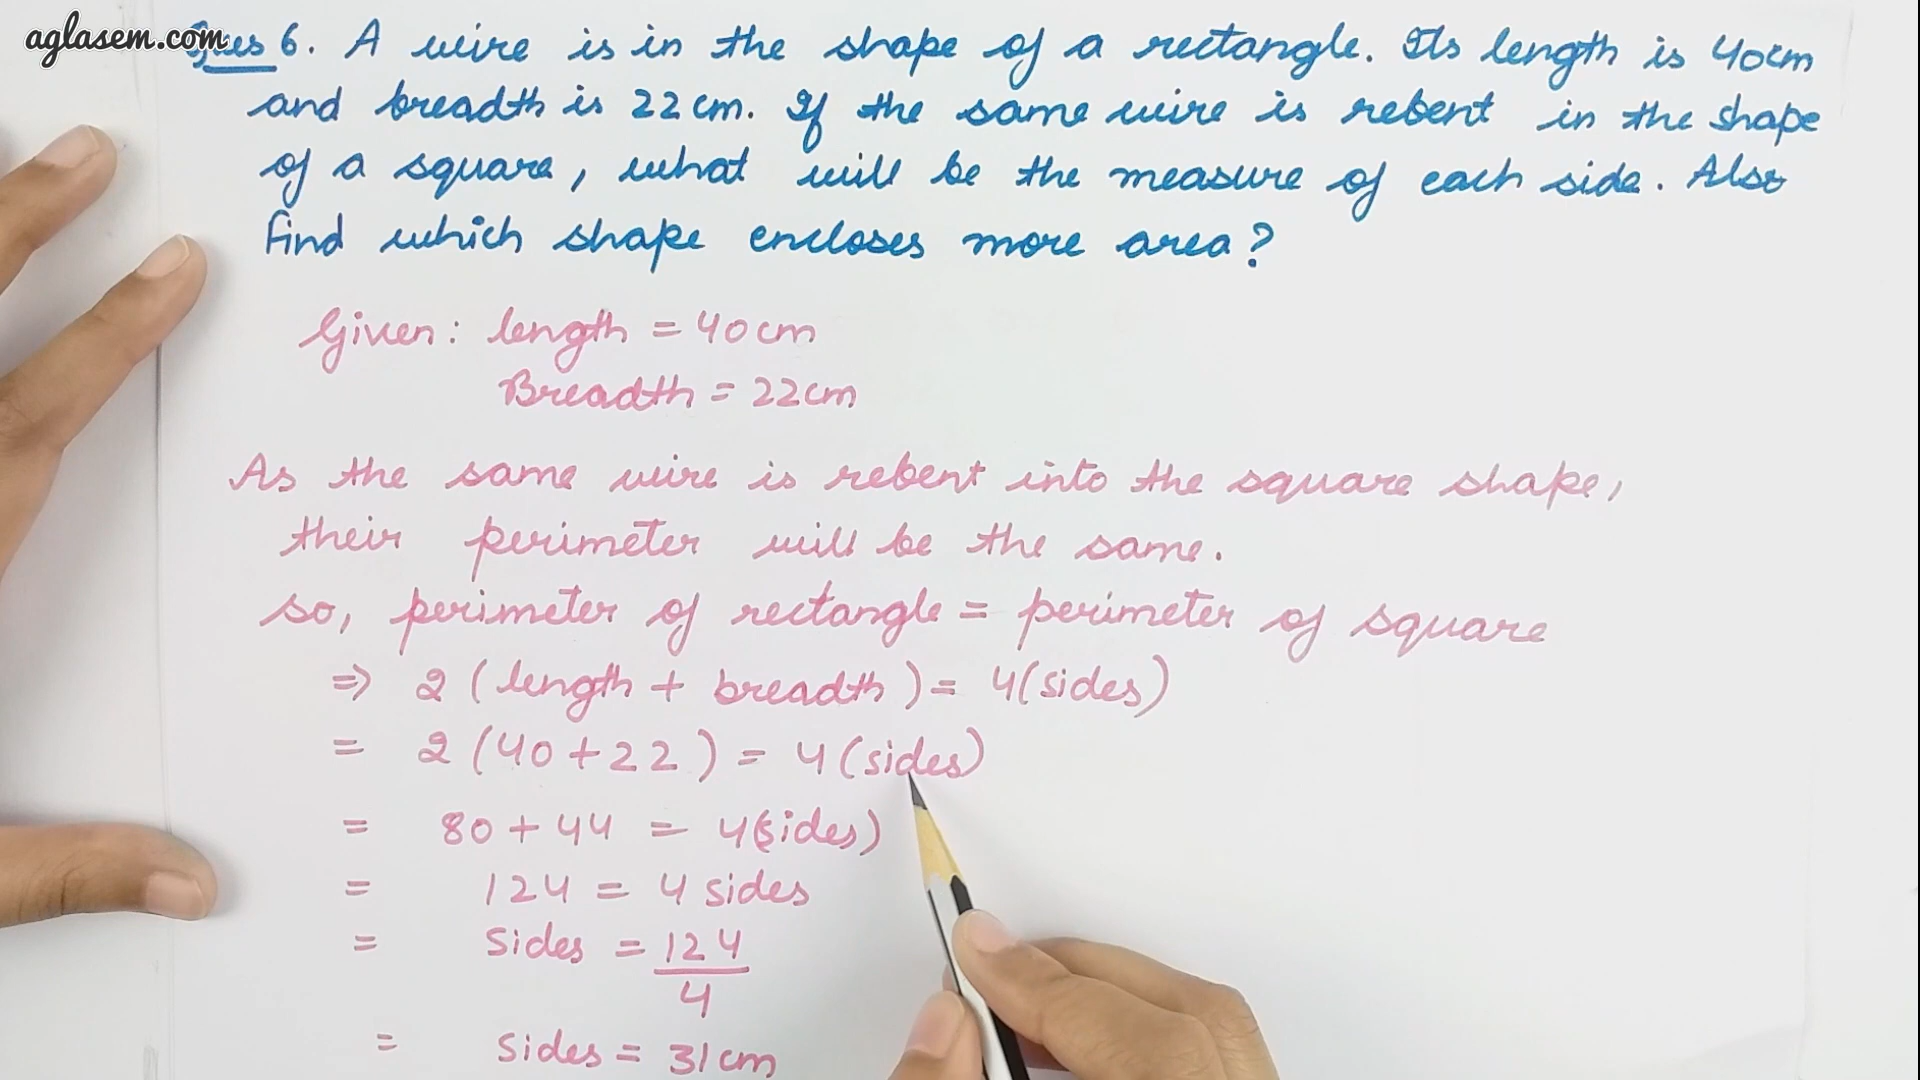 aglasem.com
Ques 6. A wire is in the shape of a rectangle. Its length is 40cm
and breadth is 22 cm. If the same wire is rebent in the shape
of a square, what will be the measure of each side. Also
find which shape encloses more area?
Given: length = 40cm
Breadth = 22cm
As the same wire is rebent into the square shape,
their perimeter will be the same.
so, perimeter of rectangle = perimeter of square
⇒ 2 (length + breadth) = 4(sides)
= 2 (40+22) = 4 (sides)
= 80 + 44 = 4(sides)
= 124 = 4 sides
= Sides = 124/4
= Sides = 31cm